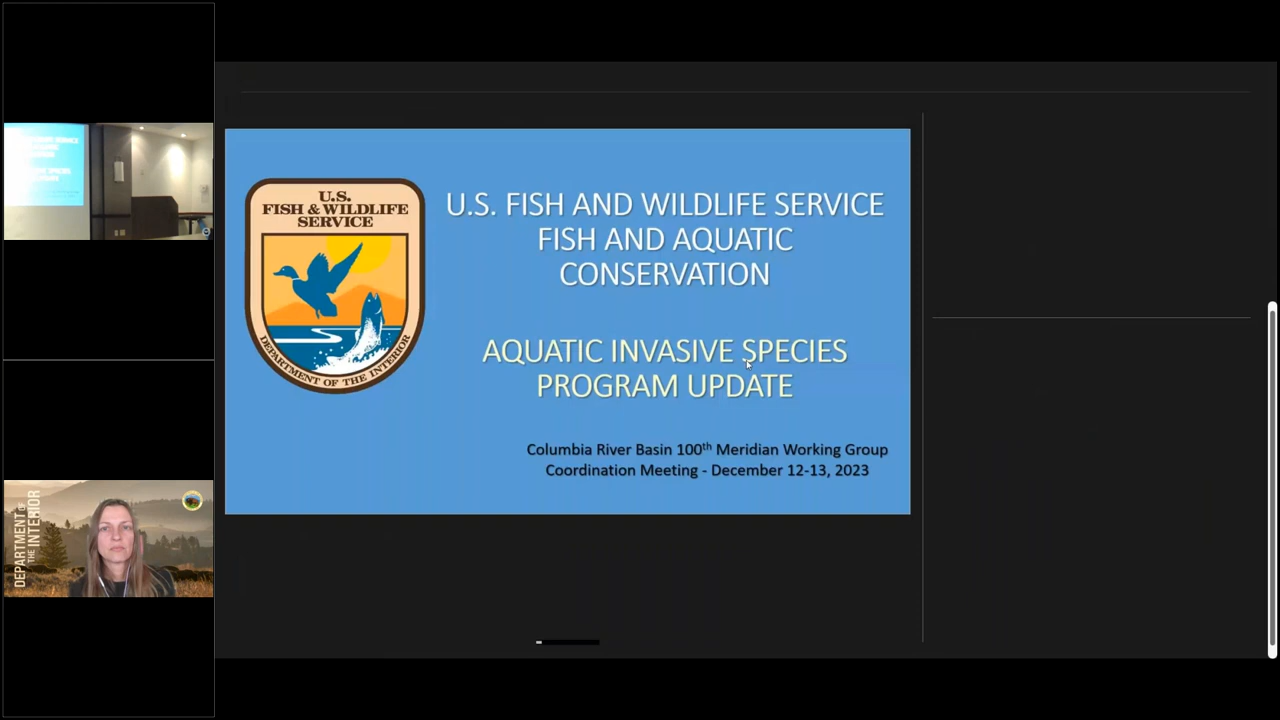 U.S.
FISH & WILDLIFE
SERVICE
DEPARTMENT OF THE INTERIOR
U.S. FISH AND WILDLIFE SERVICE
FISH AND AQUATIC
CONSERVATION
AQUATIC INVASIVE SPECIES
PROGRAM UPDATE
Columbia River Basin 100th Meridian Working Group
Coordination Meeting - December 12-13, 2023
DEPARTMENT OF
THE INTERIOR